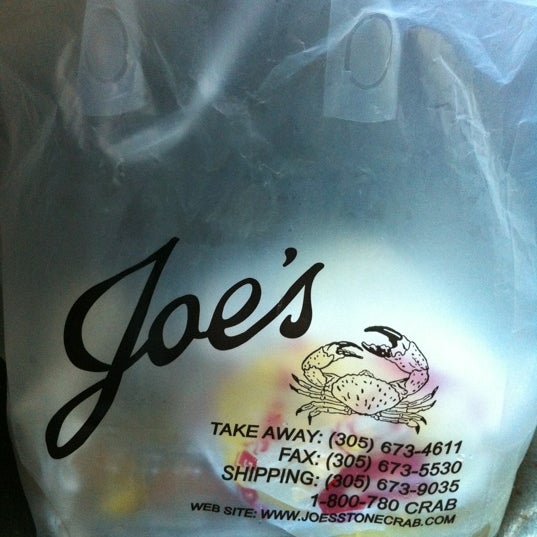 Joe's
TAKE AWAY: (305) 673-4611
FAX: (305) 673-5530
SHIPPING: (305) 673-9035
1-800-780 CRAB
WEB SITE: WWW.JOESSTONECRAB.COM